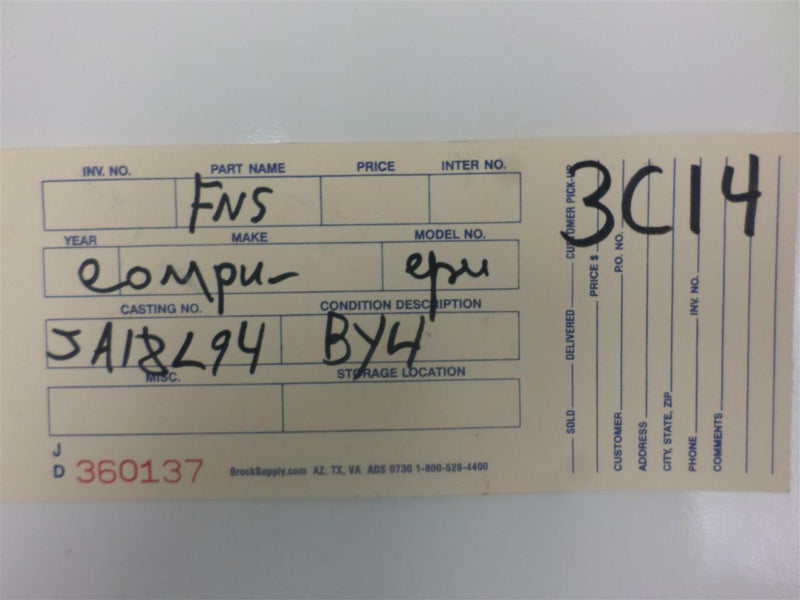 INV. NO. PART NAME PRICE INTER NO.
FNS
YEAR MAKE MODEL NO.
compu- cpu
CASTING NO. CONDITION DESCRIPTION
JA18L94 BY4
MISC. STORAGE LOCATION
J
D 360137 BrockSupply.com AZ, TX, VA ADS 0730 1-800-528-4400
3C14
SOLD DELIVERED CUSTOMER PICK-UP
PRICE $
CUSTOMER P.O. NO.
ADDRESS
CITY, STATE, ZIP
PHONE INV. NO.
COMMENTS